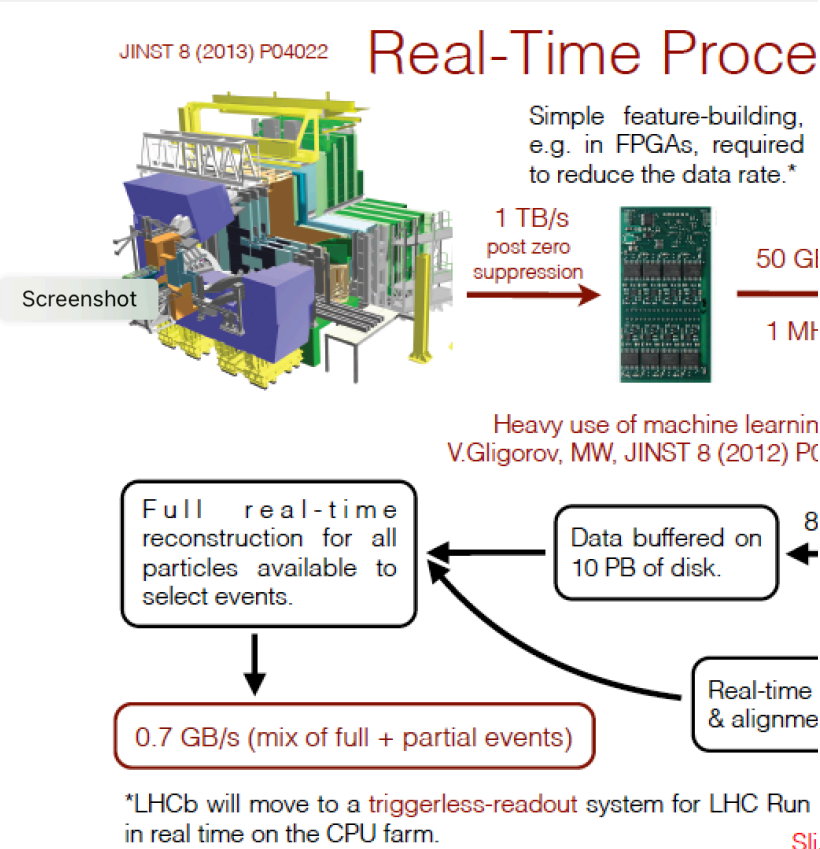 JINST 8 (2013) P04022
Real-Time Proce
Simple feature-building,
e.g. in FPGAs, required
to reduce the data rate.*
1 TB/s
post zero
suppression
50 GB
1 MH
Screenshot
Heavy use of machine learnin
V.Gligorov, MW, JINST 8 (2012) P0
Full real-time
reconstruction for all
particles available to
select events.
Data buffered on
10 PB of disk.
8
Real-time
& alignme
0.7 GB/s (mix of full + partial events)
*LHCb will move to a triggerless-readout system for LHC Run
in real time on the CPU farm.
Sli